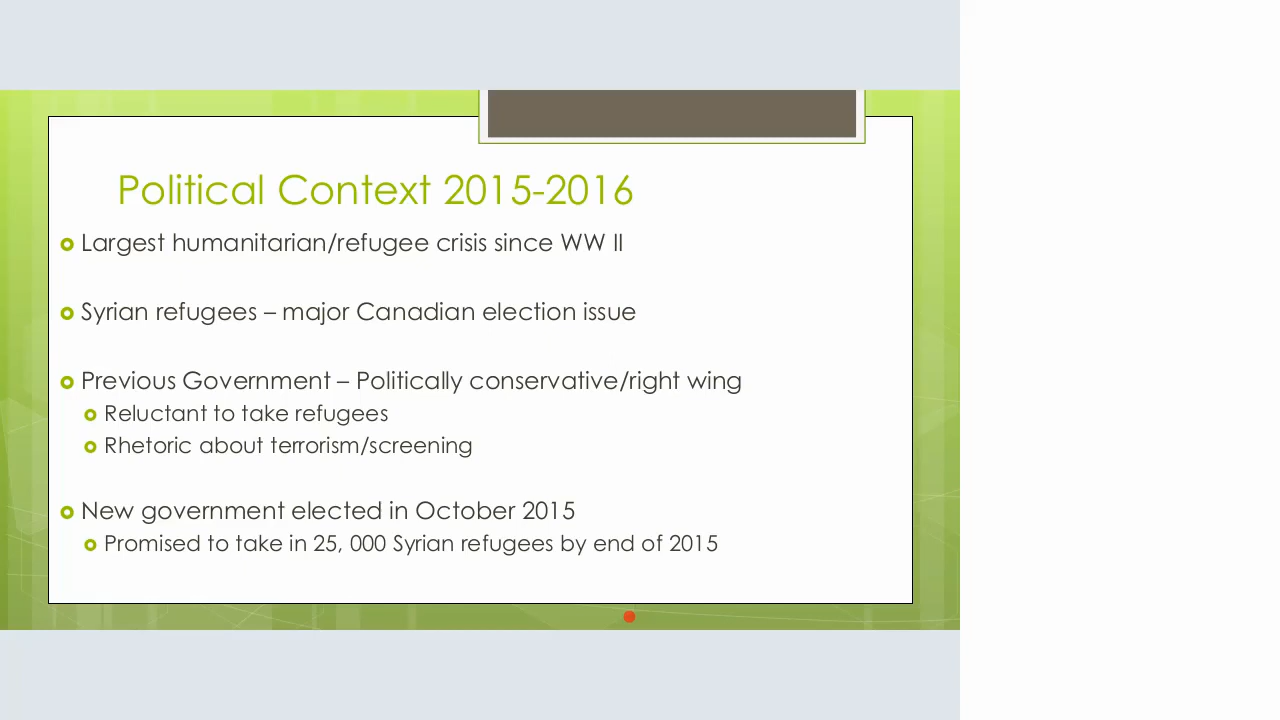 Political Context 2015-2016
Largest humanitarian/refugee crisis since WW II
Syrian refugees – major Canadian election issue
Previous Government – Politically conservative/right wing
Reluctant to take refugees
Rhetoric about terrorism/screening
New government elected in October 2015
Promised to take in 25, 000 Syrian refugees by end of 2015